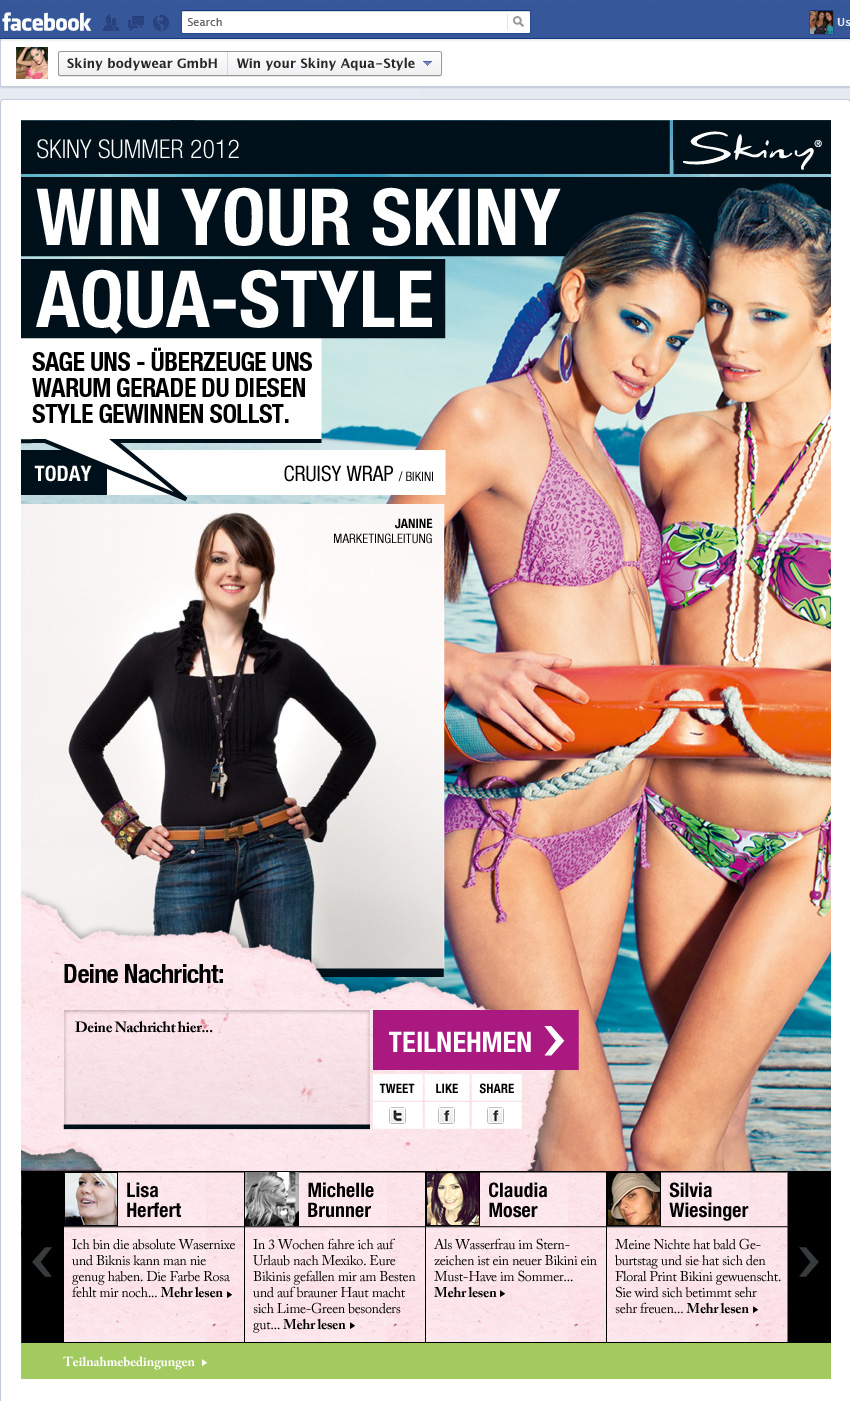 facebook
Search
Us
Skiny bodywear GmbH
Win your Skiny Aqua-Style
SKINY SUMMER 2012
Skiny®
WIN YOUR SKINY
AQUA-STYLE
SAGE UNS - ÜBERZEUGE UNS
WARUM GERADE DU DIESEN
STYLE GEWINNEN SOLLST.
TODAY
CRUISY WRAP / BIKINI
JANINE
MARKETINGLEITUNG
Deine Nachricht:
Deine Nachricht hier...
TEILNEHMEN
TWEET LIKE SHARE
Lisa
Herfert
Ich bin die absolute Wasernixe
und Biknis kann man nie
genug haben. Die Farbe Rosa
fehlt mir noch... Mehr lesen
Michelle
Brunner
In 3 Wochen fahre ich auf
Urlaub nach Mexiko. Eure
Bikinis gefallen mir am Besten
und auf brauner Haut macht
sich Lime-Green besonders
gut... Mehr lesen
Claudia
Moser
Als Wasserfrau im Stern-
zeichen ist ein neuer Bikini ein
Must-Have im Sommer...
Mehr lesen
Silvia
Wiesinger
Meine Nichte hat bald Ge-
burtstag und sie hat sich den
Floral Print Bikini gewuenscht.
Sie wird sich betimmt sehr
sehr freuen... Mehr lesen
Teilnahmebedingungen